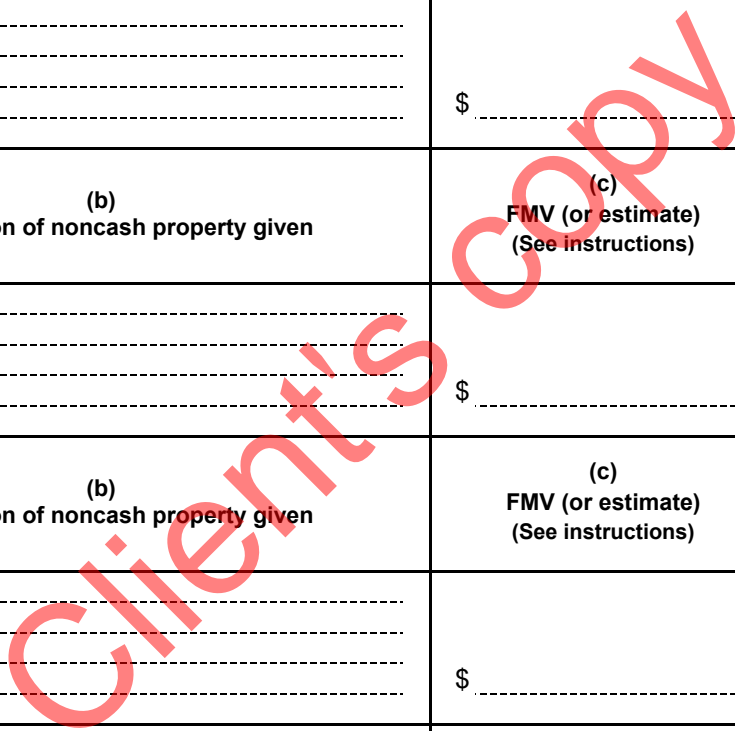 $
(b)
on of noncash property given
(c)
FMV (or estimate)
(See instructions)
$
(b)
on of noncash property given
(c)
FMV (or estimate)
(See instructions)
$
Client's copy